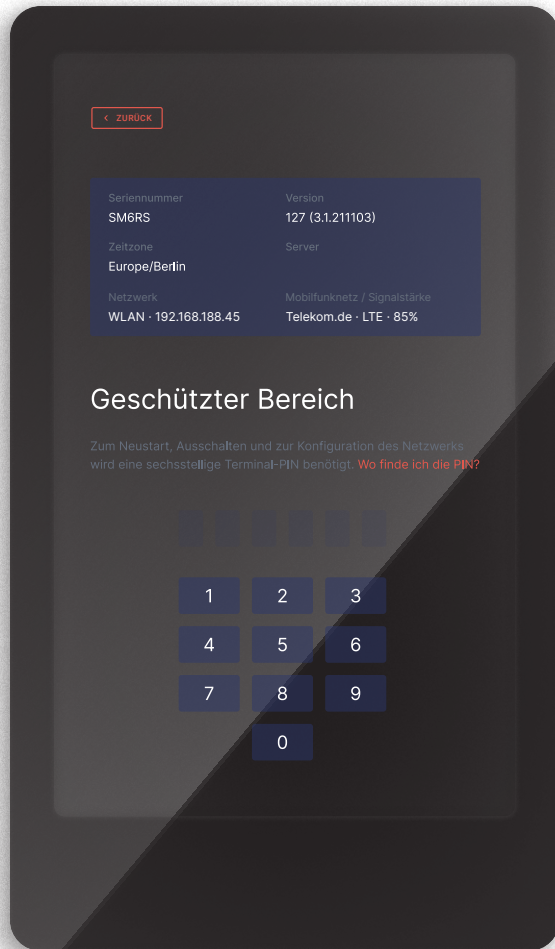 ZURÜCK
Seriennummer
SM6RS
Version
127 (3.1.211103)
Zeitzone
Europe/Berlin
Server
Netzwerk
WLAN · 192.168.188.45
Mobilfunknetz / Signalstärke
Telekom.de · LTE · 85%
Geschützter Bereich
Zum Neustart, Ausschalten und zur Konfiguration des Netzwerks
wird eine sechsstellige Terminal-PIN benötigt. Wo finde ich die PIN?
1 2 3
4 5 6
7 8 9
0